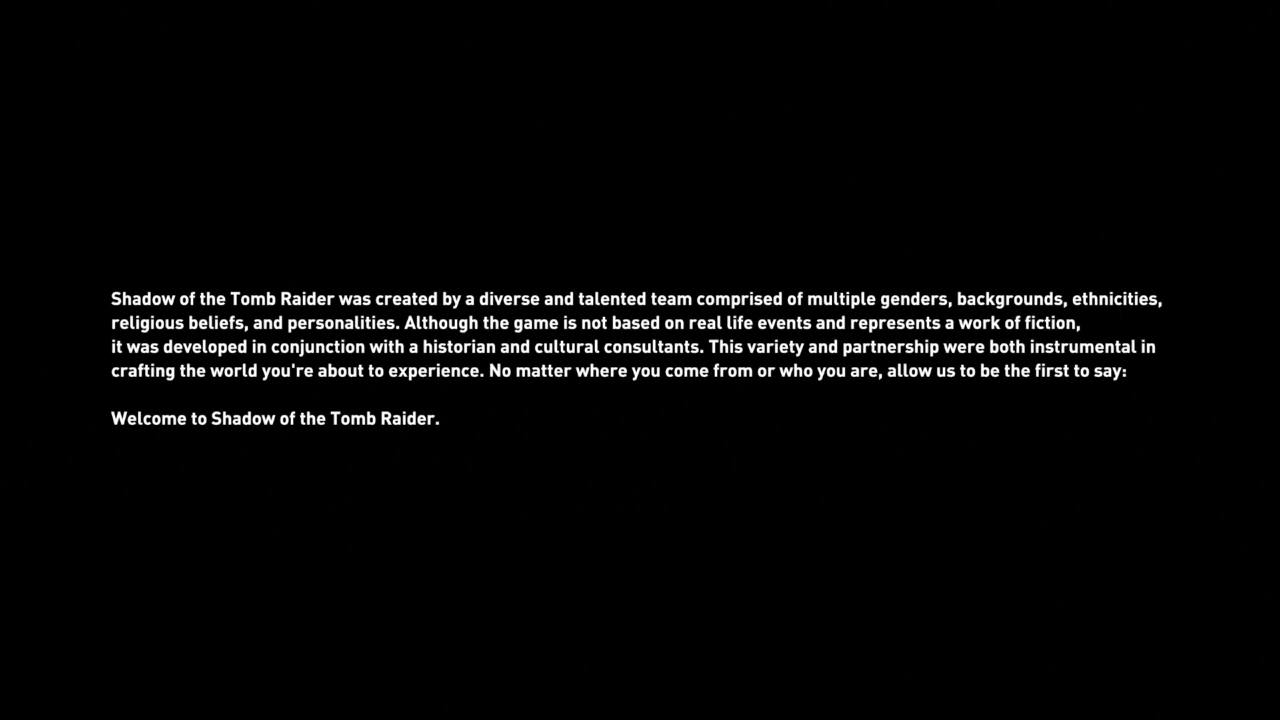 Shadow of the Tomb Raider was created by a diverse and talented team comprised of multiple genders, backgrounds, ethnicities,
religious beliefs, and personalities. Although the game is not based on real life events and represents a work of fiction,
it was developed in conjunction with a historian and cultural consultants. This variety and partnership were both instrumental in
crafting the world you're about to experience. No matter where you come from or who you are, allow us to be the first to say:
Welcome to Shadow of the Tomb Raider.